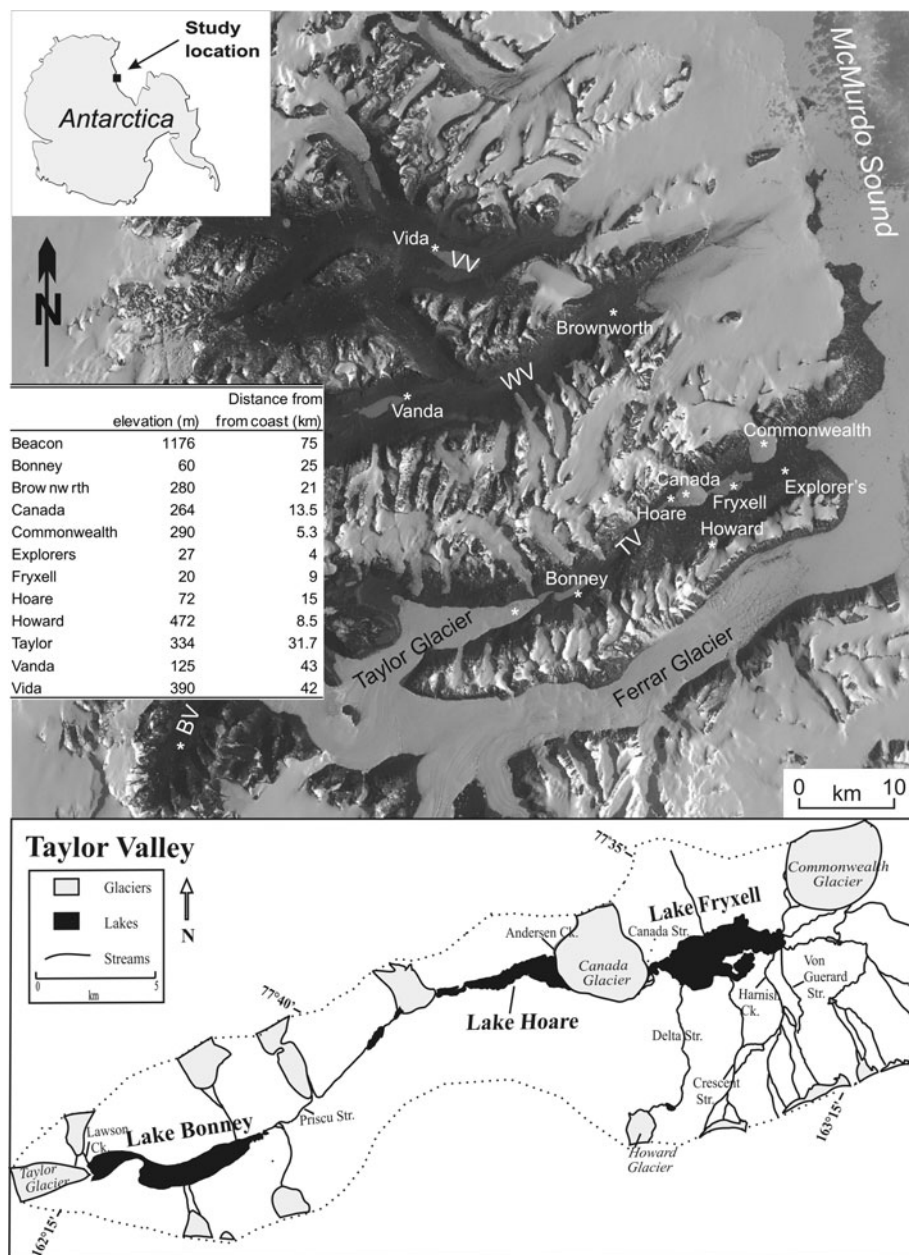 Study
location
Antarctica
McMurdo Sound
N
Vida
VV
Brownworth
WV
Vanda
Commonwealth
Canada
Explorer's
Hoare
Fryxell
Howard
TV
Bonney
Taylor Glacier
Ferrar Glacier
BV
0 km 10
Distance from
elevation (m) from coast (km)
Beacon 1176 75
Bonney 60 25
Brow nw rth 280 21
Canada 264 13.5
Commonwealth 290 5.3
Explorers 27 4
Fryxell 20 9
Hoare 72 15
Howard 472 8.5
Taylor 334 31.7
Vanda 125 43
Vida 390 42
Taylor Valley
Glaciers
Lakes
Streams
0 5
km
N
77°35'
Commonwealth
Glacier
Lake Fryxell
Andersen Ck.
Canada Str.
Canada
Glacier
Von
Guerard
Str.
Harnish
Ck.
77°40'
Lake Hoare
Delta Str.
Crescent
Str.
Priscu Str.
Lake Bonney
Lawson
Ck.
Taylor
Glacier
Howard
Glacier
163°15'
162°15'